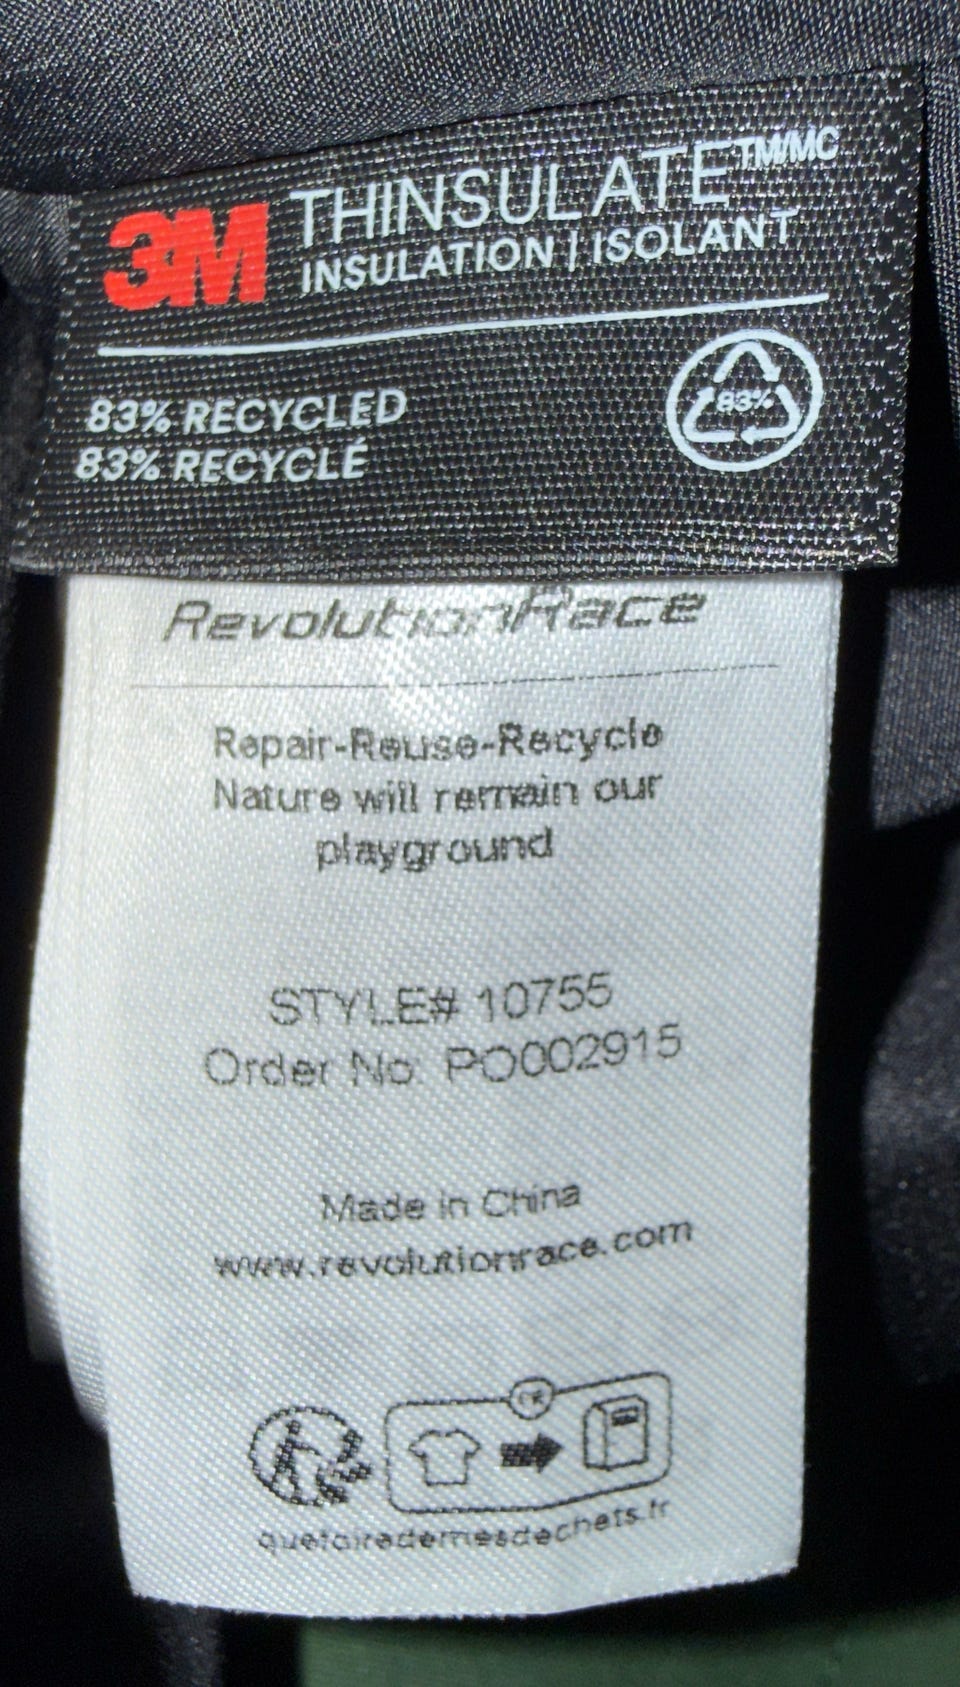 3M THINSULATE™/MC
INSULATION | ISOLANT
83% RECYCLED
83% RECYCLÉ
83%
RevolutionRace
Repair-Reuse-Recycle
Nature will remain our
playground
STYLE# 10755
Order No: PO002915
Made in China
www.revolutionrace.com
FR
quefairedemesdechets.fr